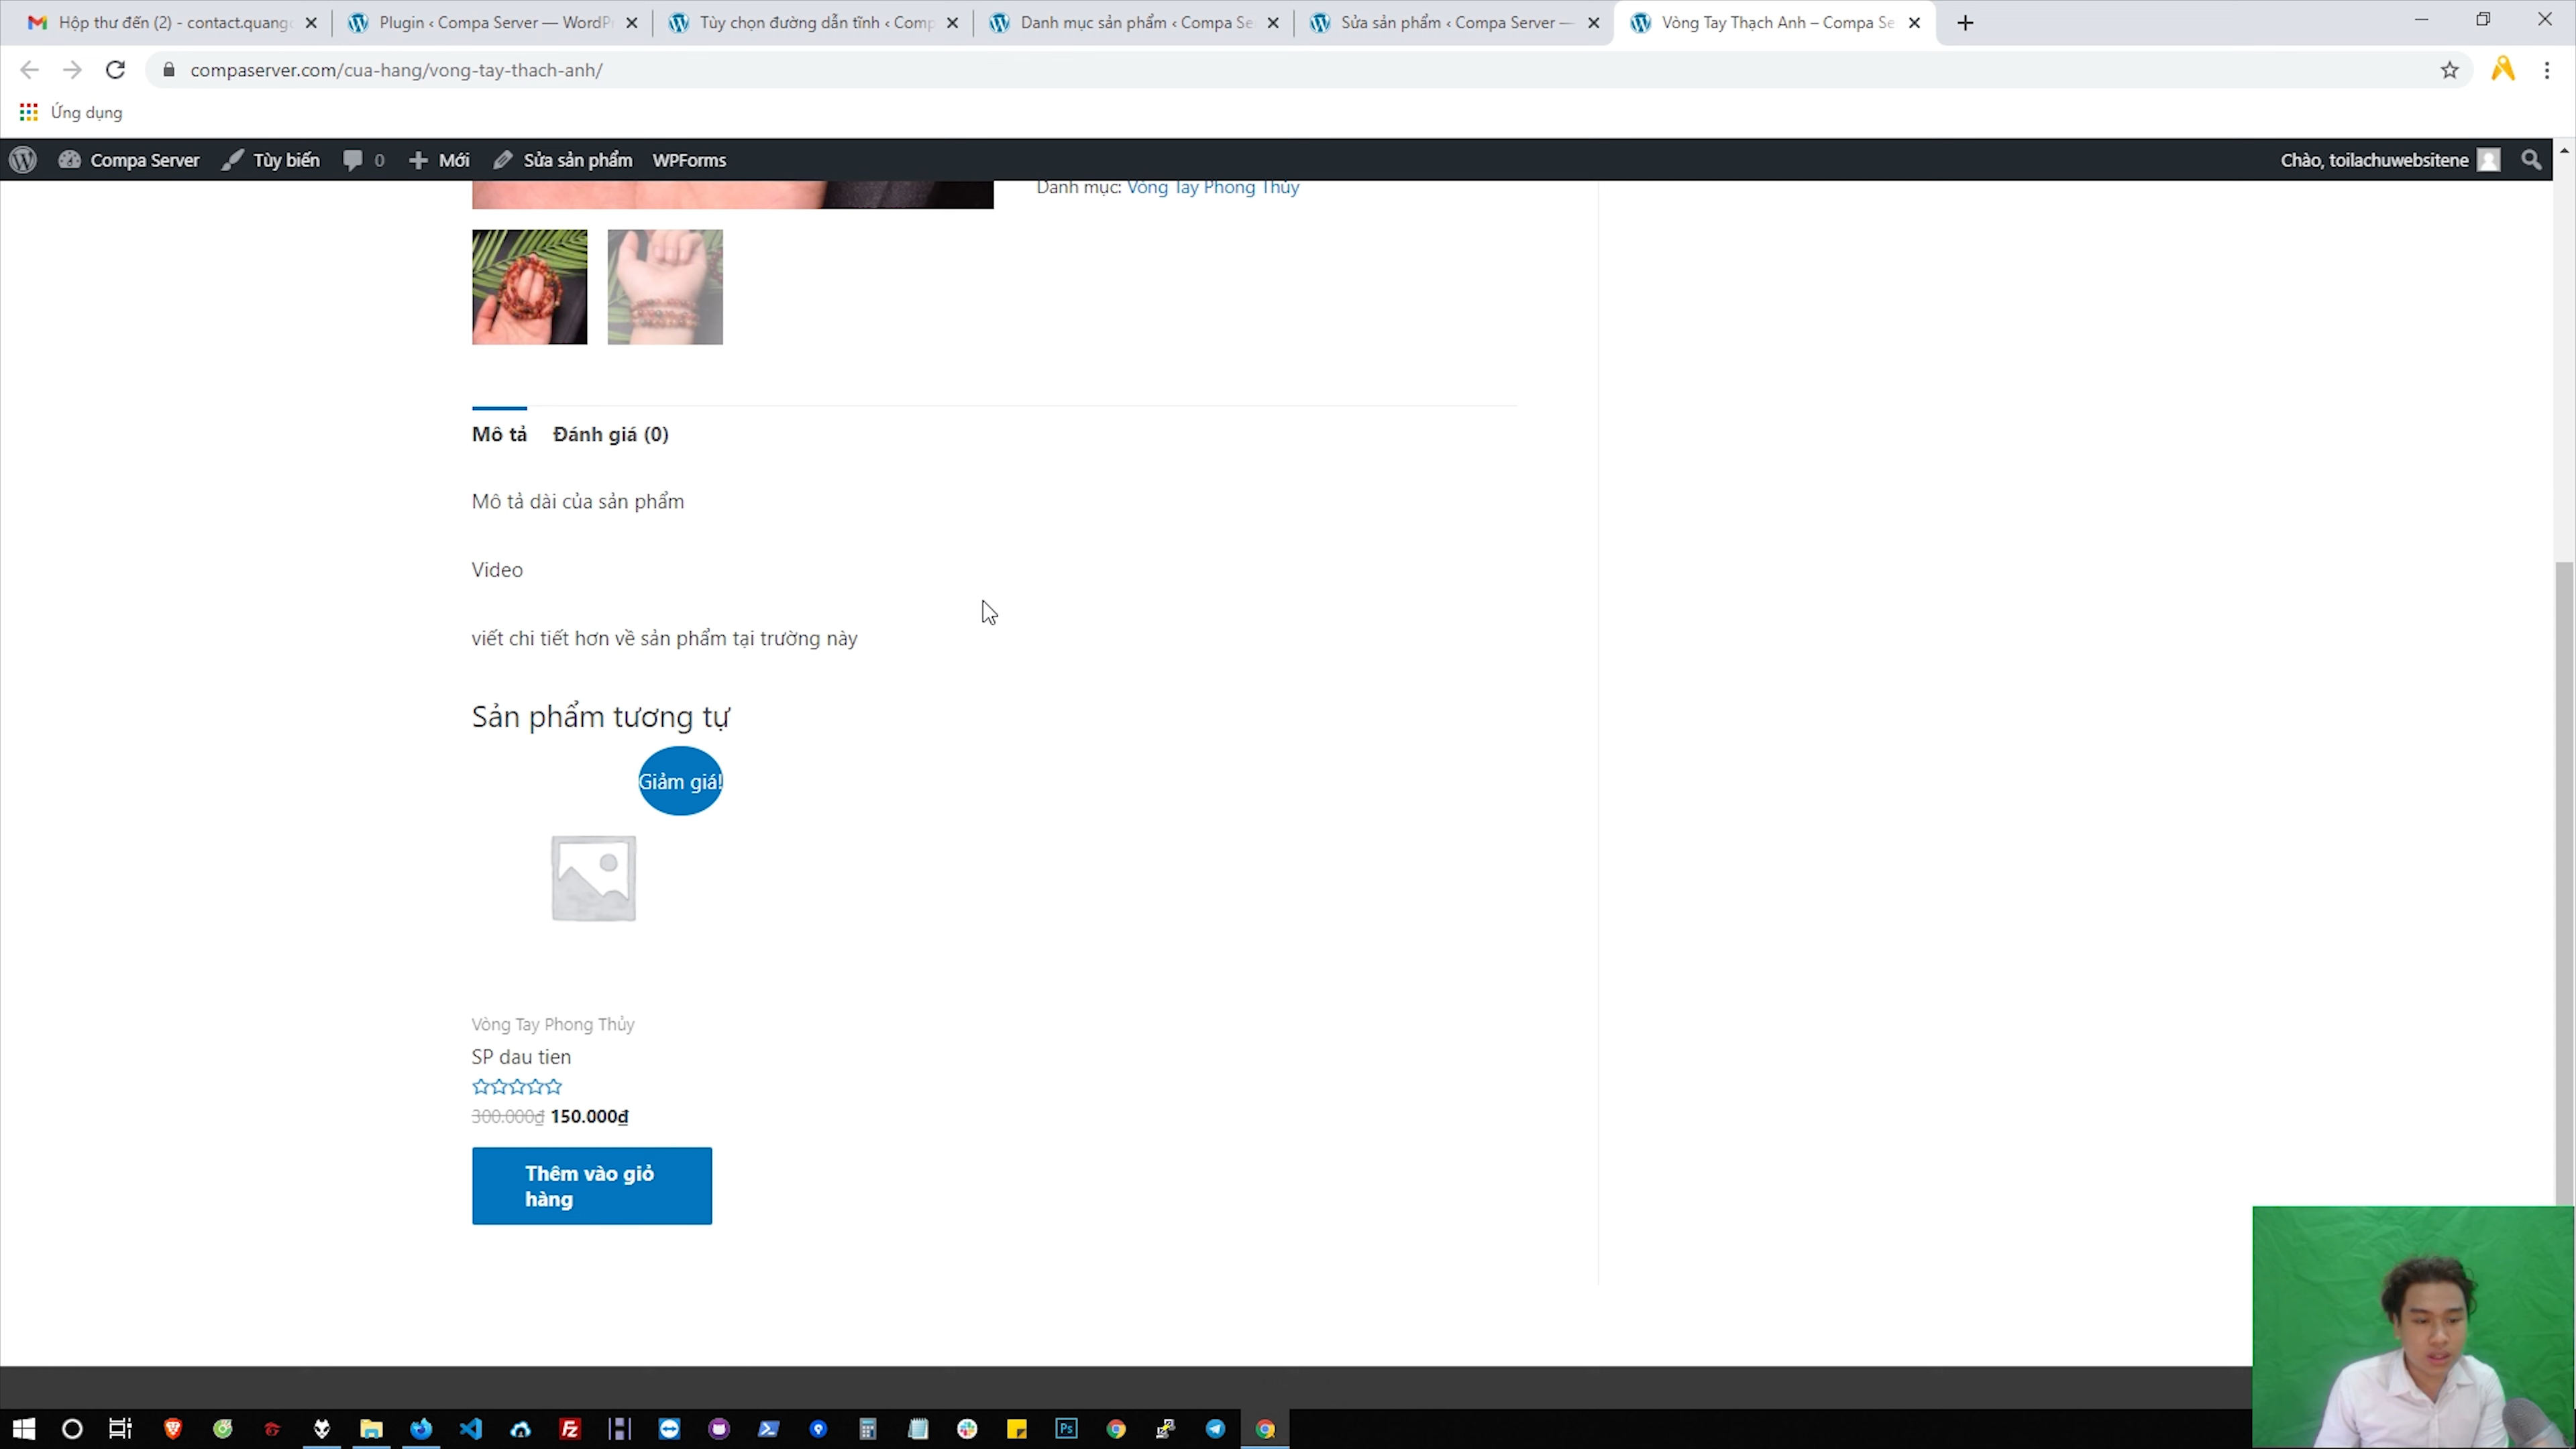 Hộp thư đến (2) - contact.quang
Plugin ‹ Compa Server — WordPr
Tùy chọn đường dẫn tĩnh ‹ Comp
Danh mục sản phẩm ‹ Compa Se
Sửa sản phẩm ‹ Compa Server —
Vòng Tay Thạch Anh – Compa Se
compaserver.com/cua-hang/vong-tay-thach-anh/
Ứng dụng
Compa Server
Tùy biến
0
Mới
Sửa sản phẩm
WPForms
Chào, toilachuwebsitene
Danh mục: Vòng Tay Phong Thủy
Mô tả
Đánh giá (0)
Mô tả dài của sản phẩm
Video
viết chi tiết hơn về sản phẩm tại trường này
Sản phẩm tương tự
Giảm giá!
Vòng Tay Phong Thủy
SP dau tien
300.000₫ 150.000₫
Thêm vào giỏ
hàng